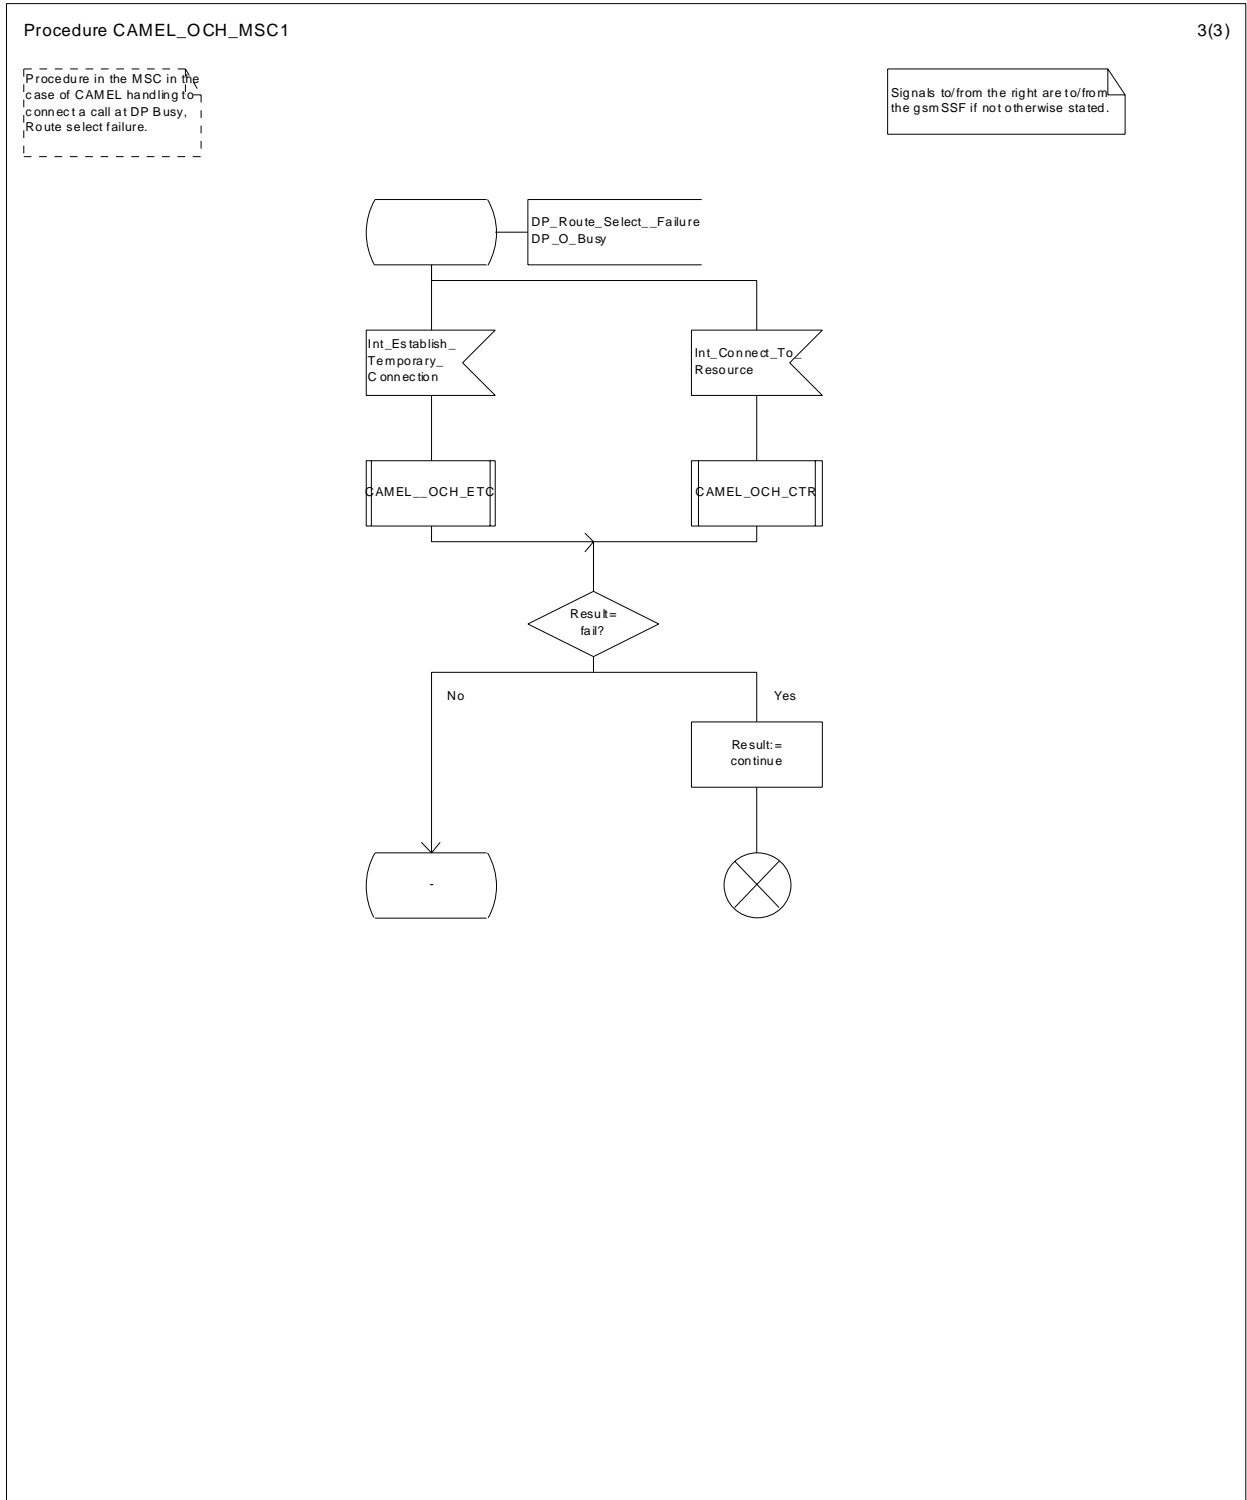 Procedure CAMEL_OCH_MSC1
3(3)
Procedure in the MSC in the
case of CAMEL handling to
connect a call at DP Busy,
Route select failure.
Signals to/from the right are to/from
the gsmSSF if not otherwise stated.
DP_Route_Select__Failure
DP_O_Busy
Int_Establish_
Temporary_
Connection
Int_Connect_To_
Resource
CAMEL__OCH_ETC
CAMEL_OCH_CTR
Result=
fail?
No
Yes
Result:=
continue
-